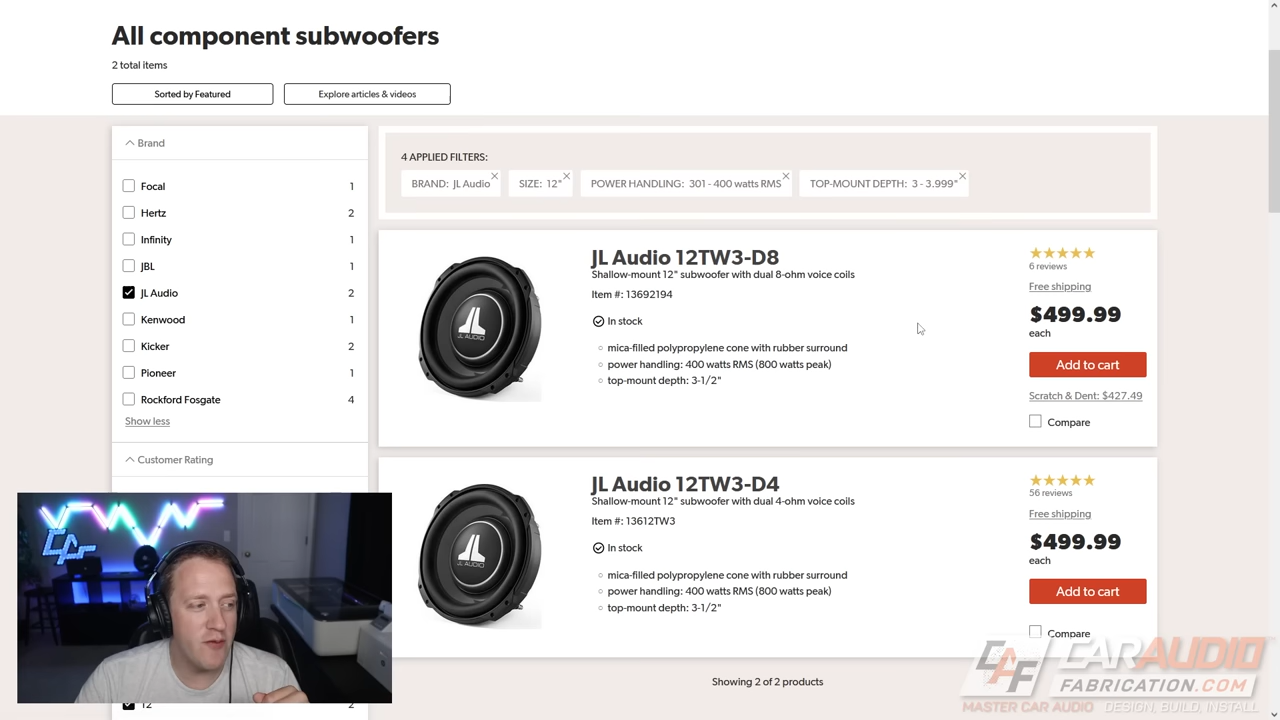 All component subwoofers
2 total items
Sorted by Featured
Explore articles & videos
Brand
Focal 1
Hertz 2
Infinity 1
JBL 1
JL Audio 2
Kenwood 1
Kicker 2
Pioneer 1
Rockford Fosgate 4
Show less
Customer Rating
12 2
4 APPLIED FILTERS:
BRAND: JL Audio
SIZE: 12"
POWER HANDLING: 301 - 400 watts RMS
TOP-MOUNT DEPTH: 3 - 3.999"
JL AUDIO
JL Audio 12TW3-D8
Shallow-mount 12" subwoofer with dual 8-ohm voice coils
Item #: 13692194
In stock
mica-filled polypropylene cone with rubber surround
power handling: 400 watts RMS (800 watts peak)
top-mount depth: 3-1/2"
6 reviews
Free shipping
$499.99
each
Add to cart
Scratch & Dent: $427.49
Compare
JL AUDIO
JL Audio 12TW3-D4
Shallow-mount 12" subwoofer with dual 4-ohm voice coils
Item #: 13612TW3
In stock
mica-filled polypropylene cone with rubber surround
power handling: 400 watts RMS (800 watts peak)
top-mount depth: 3-1/2"
56 reviews
Free shipping
$499.99
each
Add to cart
Compare
Showing 2 of 2 products
CAF
CAF
CAR AUDIO
FABRICATION.COM
MASTER CAR AUDIO DESIGN, BUILD, INSTALL